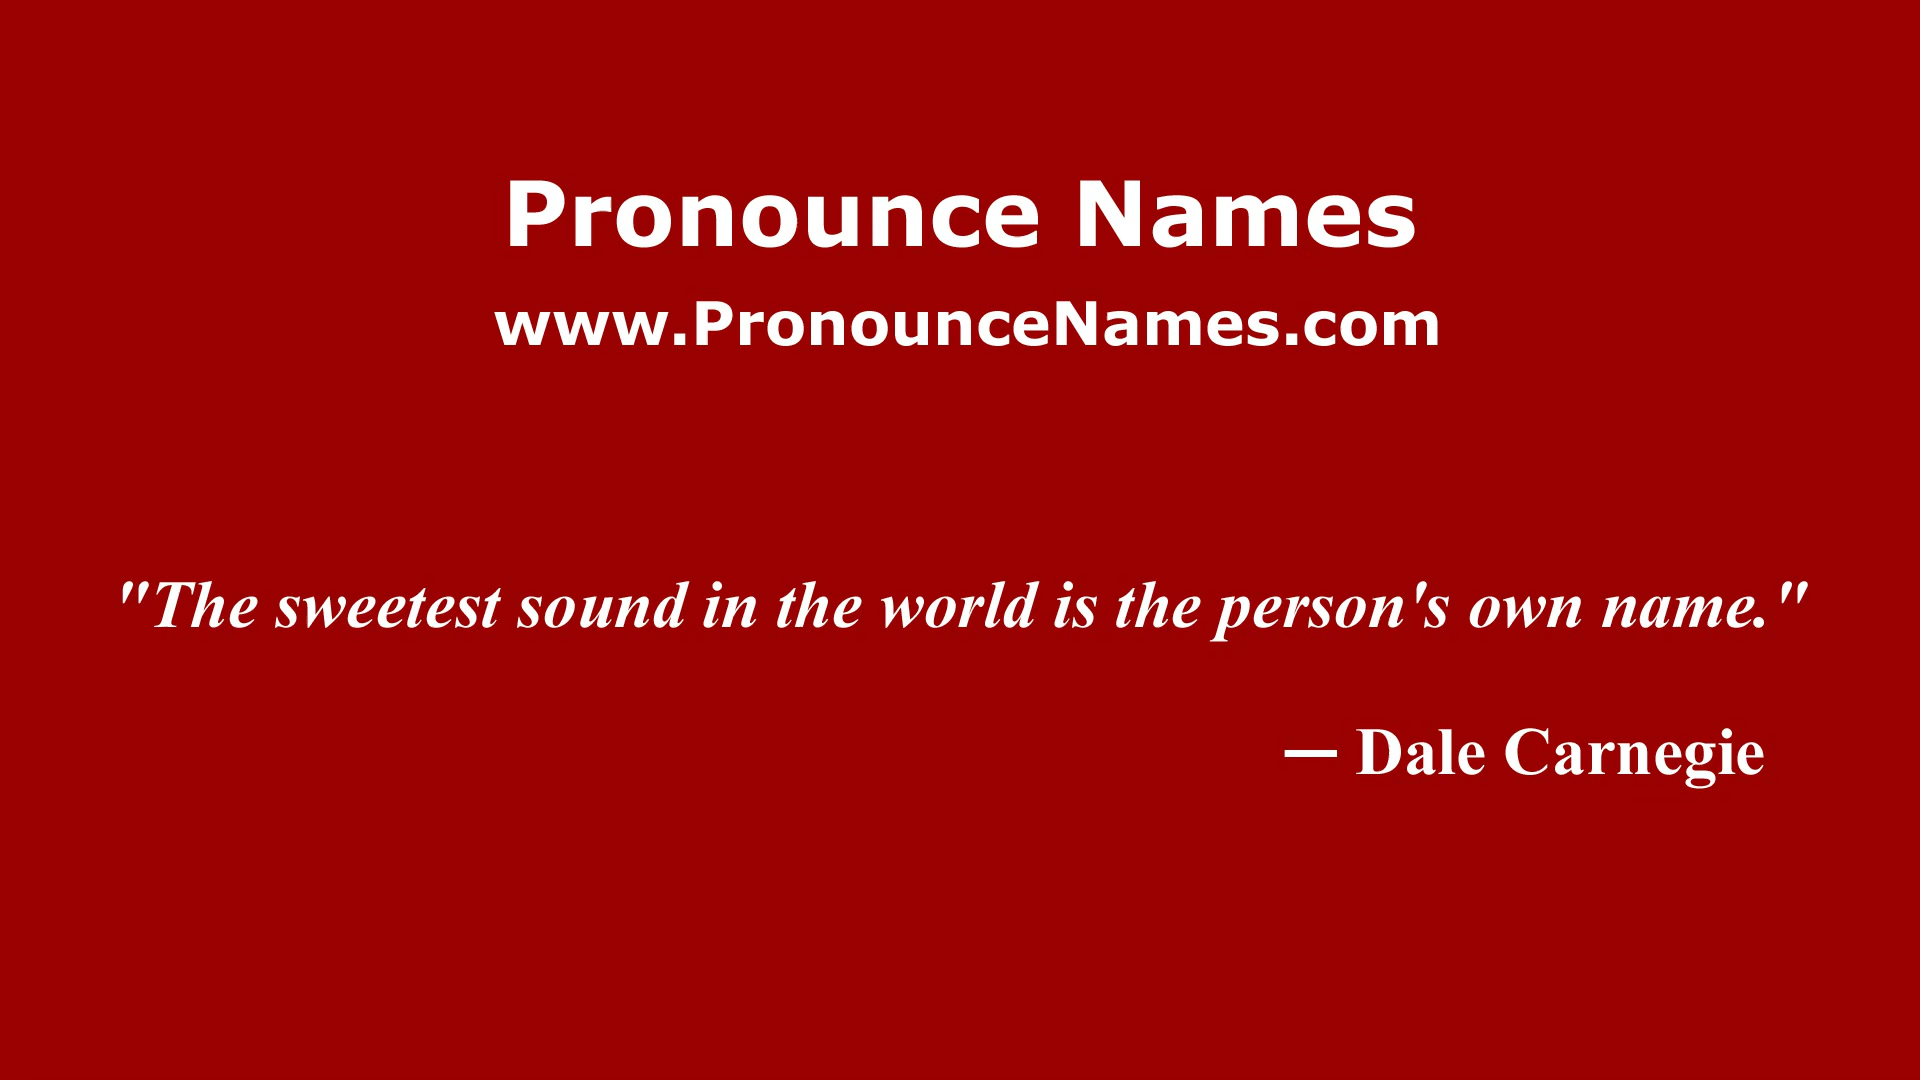 Pronounce Names
www.PronounceNames.com
"The sweetest sound in the world is the person's own name."
— Dale Carnegie